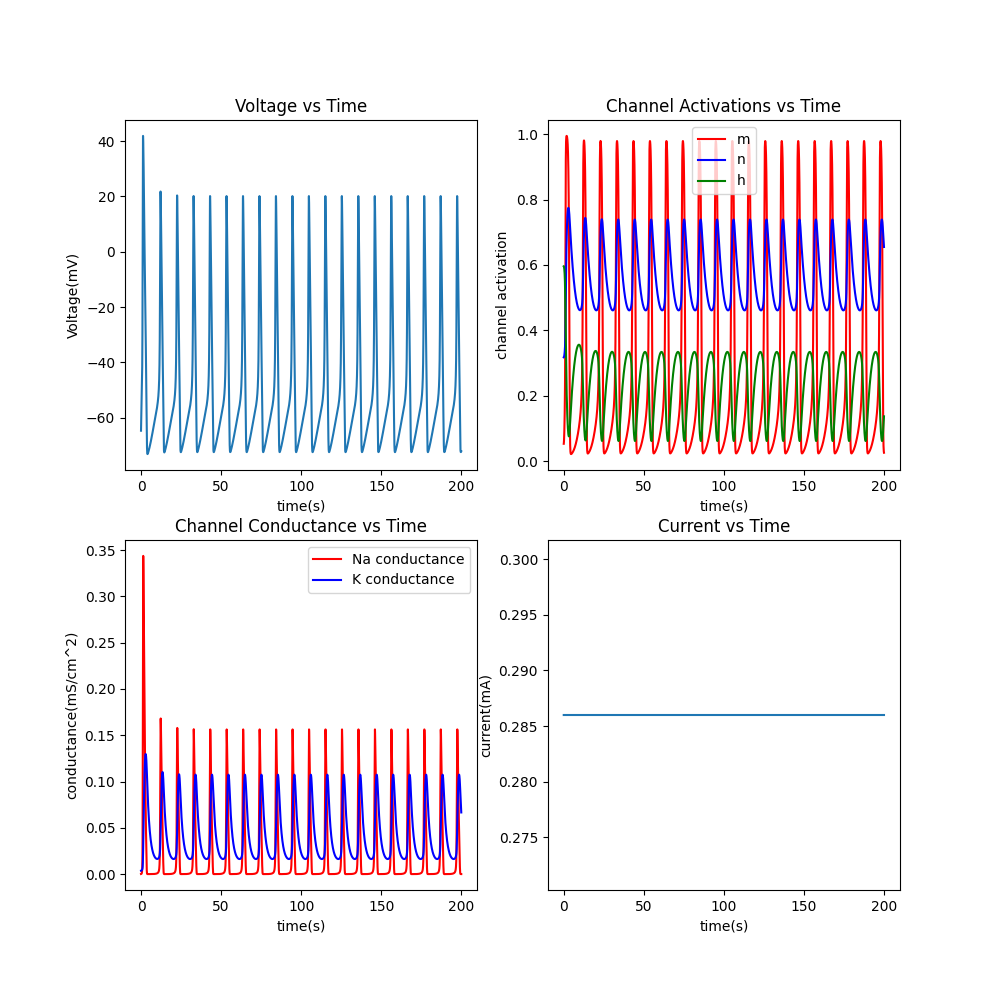 Voltage vs Time
40
20
0
−20
−40
−60
Voltage(mV)
0 50 100 150 200
time(s)
Channel Activations vs Time
1.0
0.8
0.6
0.4
0.2
0.0
channel activation
m
n
h
0 50 100 150 200
time(s)
Channel Conductance vs Time
0.35
0.30
0.25
0.20
0.15
0.10
0.05
0.00
conductance(mS/cm^2)
Na conductance
K conductance
0 50 100 150 200
time(s)
Current vs Time
0.300
0.295
0.290
0.285
0.280
0.275
current(mA)
0 50 100 150 200
time(s)